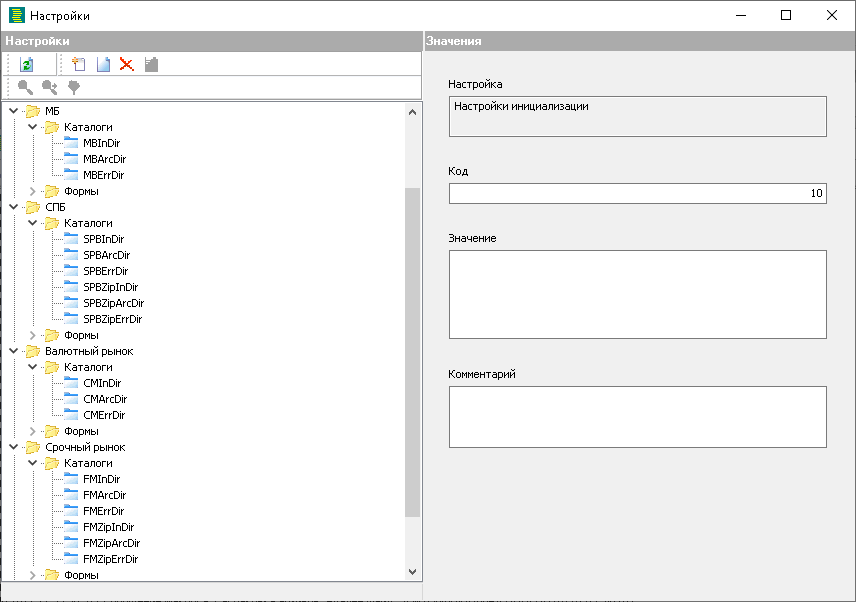 Настройки
Настройки
Значения
МБ
Каталоги
MBInDir
MBArcDir
MBErrDir
Формы
СПБ
Каталоги
SPBInDir
SPBArcDir
SPBErrDir
SPBZipInDir
SPBZipArcDir
SPBZipErrDir
Формы
Валютный рынок
Каталоги
CMInDir
CMArcDir
CMErrDir
Формы
Срочный рынок
Каталоги
FMInDir
FMArcDir
FMErrDir
FMZipInDir
FMZipArcDir
FMZipErrDir
Формы
Настройка
Настройки инициализации
Код
10
Значение
Комментарий